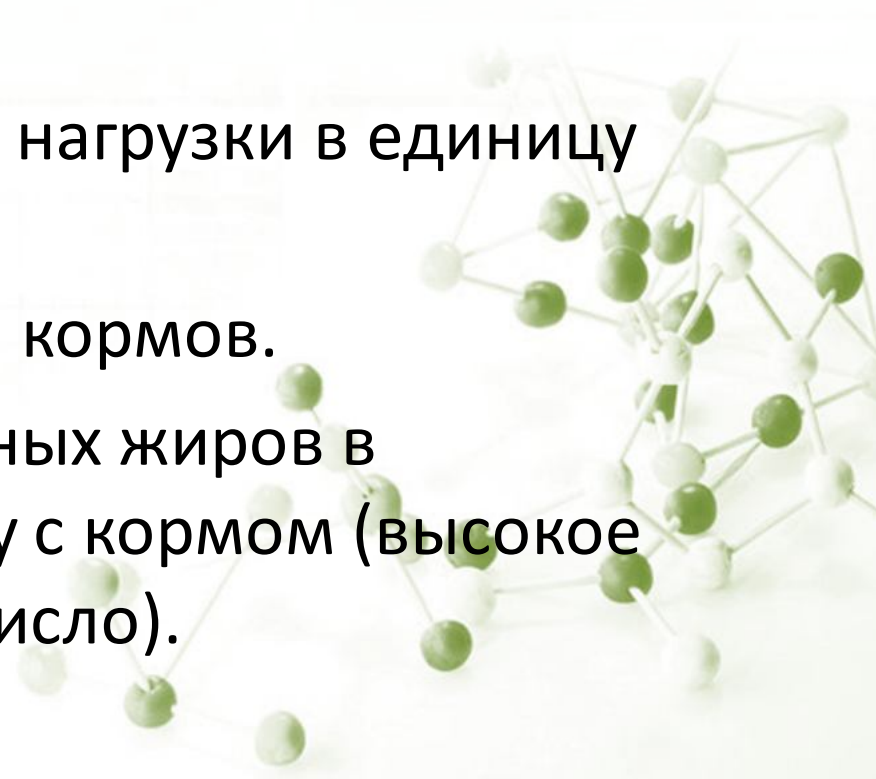 нагрузки в единицу
кормов.
ных жиров в
у с кормом (высокое
исло).